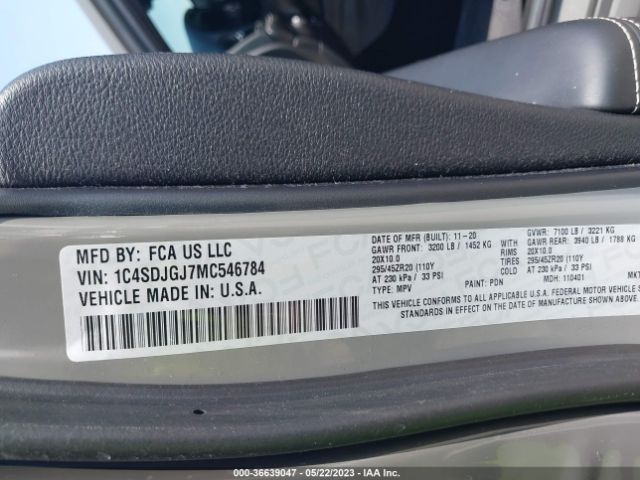 MFD BY: FCA US LLC
VIN: 1C4SDJGJ7MC546784
VEHICLE MADE IN: U.S.A.
DATE OF MFR (BUILT): 11-20
GAWR FRONT: 3200 LB / 1452 KG
20X10.0
295/45ZR20 (110Y
AT 230 kPa / 33 PSI
TYPE: MPV
PAINT: PDN
GVWR: 7100 LB / 3221 KG
GAWR REAR: 3940 LB / 1788 KG
RIMS 20X10.0
TIRES 295/45ZR20 (110Y
COLD AT 230 kPa / 33 PSI
MDH: 110401
MKT
THIS VEHICLE CONFORMS TO ALL APPLICABLE U.S.A. FEDERAL MOTOR VEHICLE
STANDARDS IN EFFECT ON THE DATE OF MANUFACTURE SHOWN ABOVE.
000-36639047 - 05/22/2023 - IAA Inc.